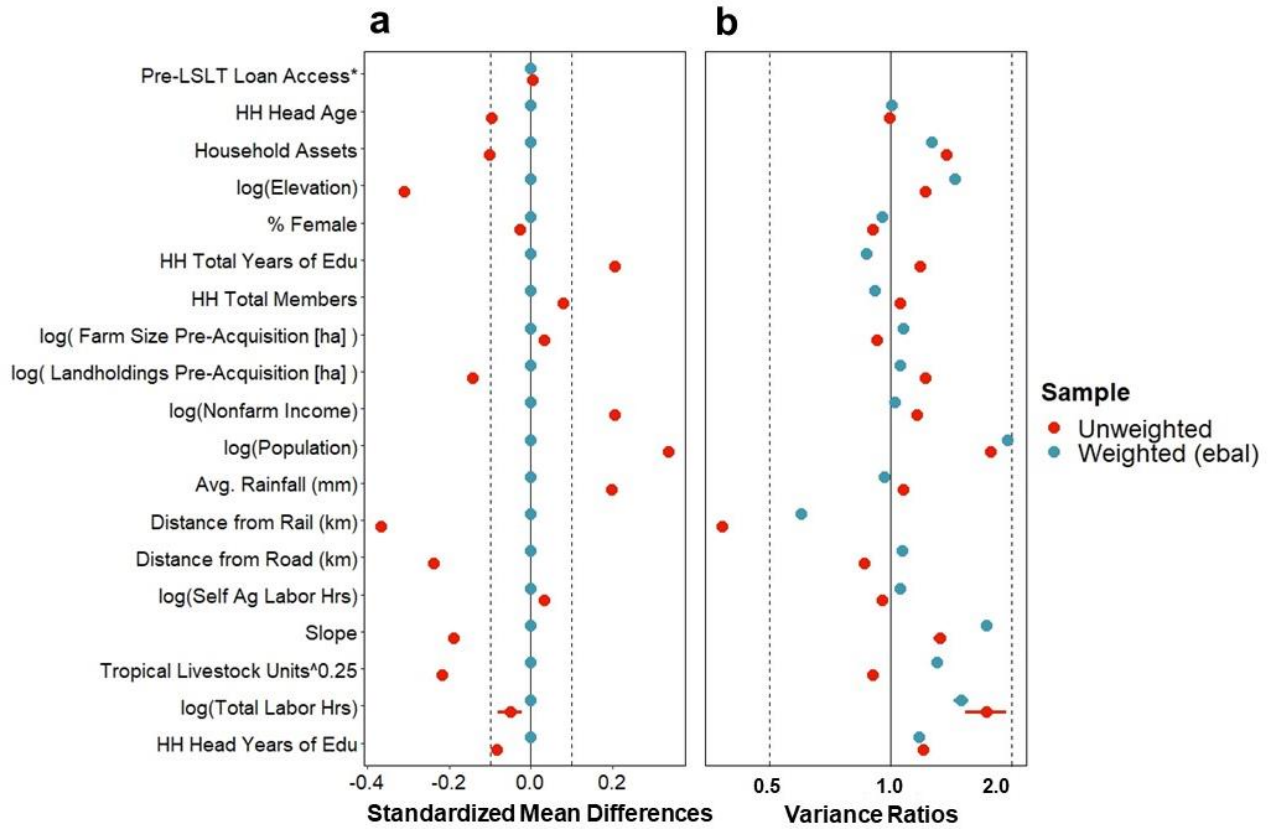 a
b
Pre-LSLT Loan Access*
HH Head Age
Household Assets
log(Elevation)
% Female
HH Total Years of Edu
HH Total Members
log( Farm Size Pre-Acquisition [ha] )
log( Landholdings Pre-Acquisition [ha] )
log(Nonfarm Income)
log(Population)
Avg. Rainfall (mm)
Distance from Rail (km)
Distance from Road (km)
log(Self Ag Labor Hrs)
Slope
Tropical Livestock Units^0.25
log(Total Labor Hrs)
HH Head Years of Edu
-0.4 -0.2 0.0 0.2
Standardized Mean Differences
0.5 1.0 2.0
Variance Ratios
Sample
Unweighted
Weighted (ebal)